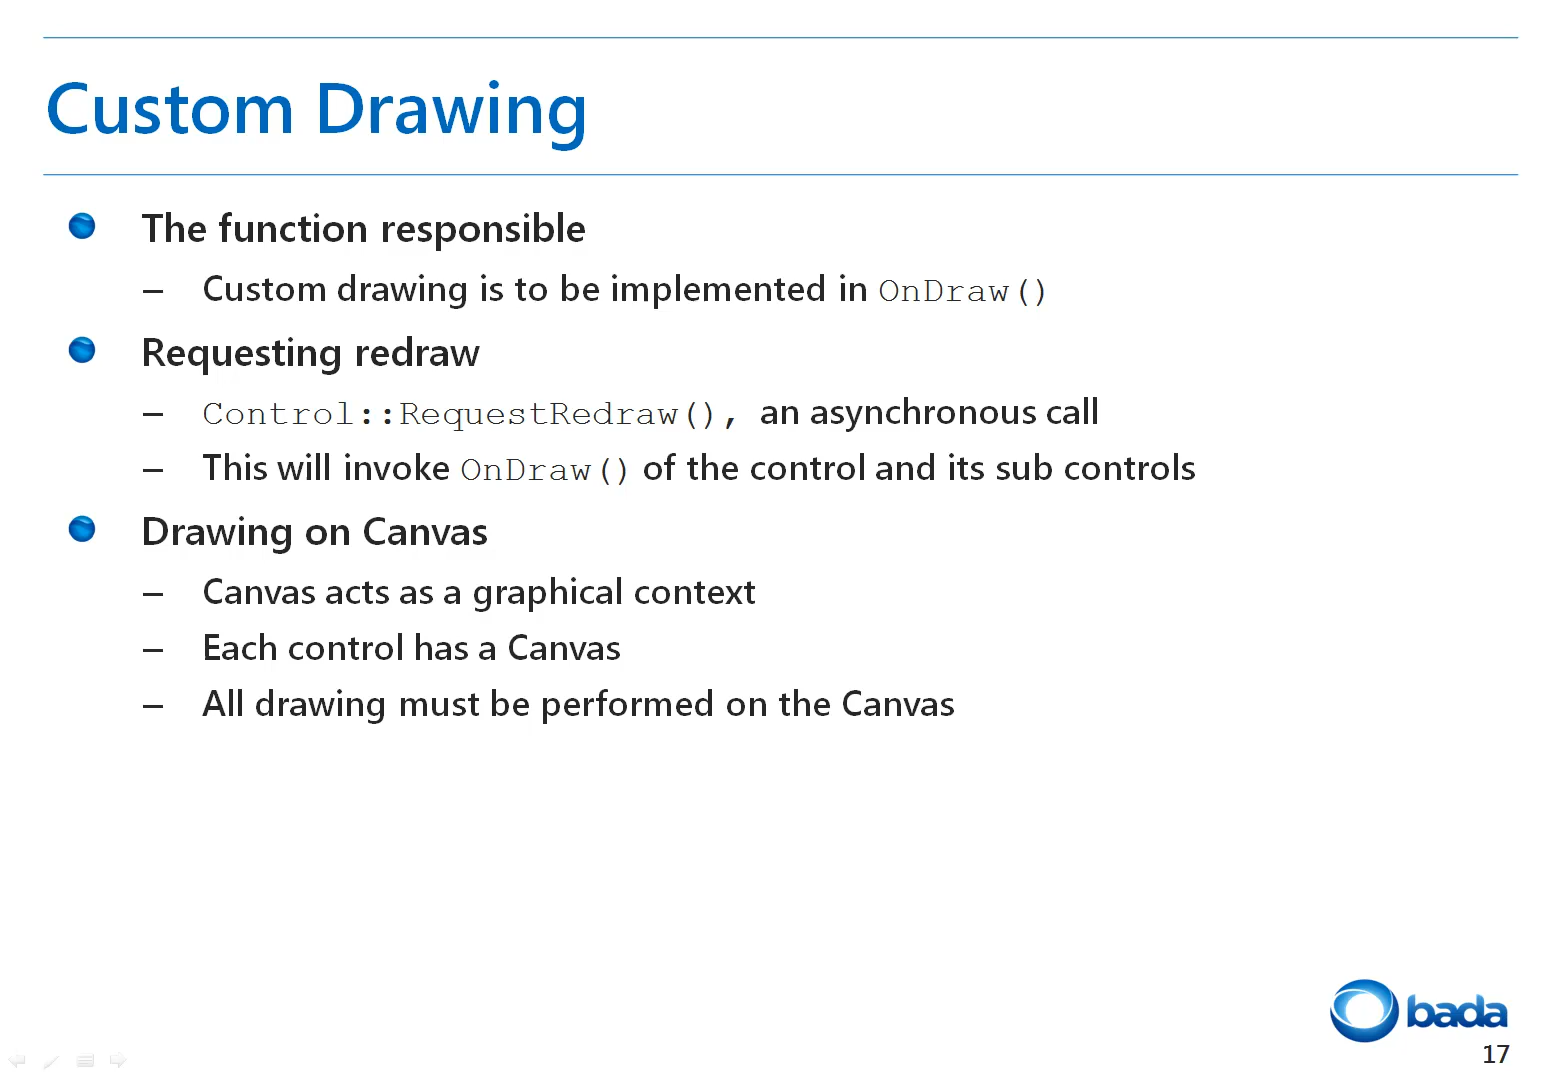 Custom Drawing
The function responsible
– Custom drawing is to be implemented in OnDraw()
Requesting redraw
– Control::RequestRedraw(), an asynchronous call
– This will invoke OnDraw() of the control and its sub controls
Drawing on Canvas
– Canvas acts as a graphical context
– Each control has a Canvas
– All drawing must be performed on the Canvas
bada
17